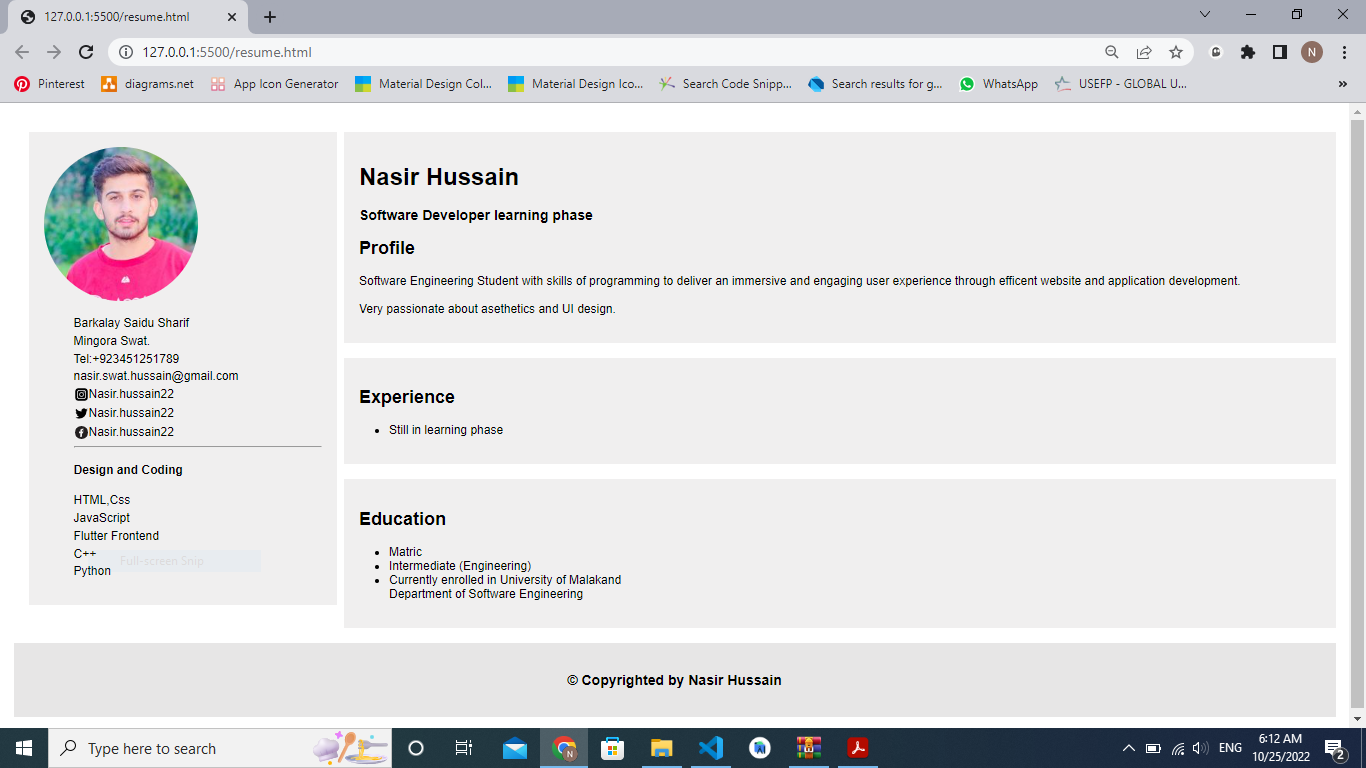 127.0.0.1:5500/resume.html
127.0.0.1:5500/resume.html
N
Pinterest
diagrams.net
App Icon Generator
Material Design Col...
Material Design Ico...
Search Code Snipp...
Search results for g...
WhatsApp
USEFP - GLOBAL U...
»
Barkalay Saidu Sharif
Mingora Swat.
Tel:+923451251789
nasir.swat.hussain@gmail.com
Nasir.hussain22
Nasir.hussain22
Nasir.hussain22
Design and Coding
HTML,Css
JavaScript
Flutter Frontend
C++
Full-screen Snip
Python
Nasir Hussain
Software Developer learning phase
Profile
Software Engineering Student with skills of programming to deliver an immersive and engaging user experience through efficent website and application development.
Very passionate about asethetics and UI design.
Experience
• Still in learning phase
Education
• Matric
• Intermediate (Engineering)
• Currently enrolled in University of Malakand
Department of Software Engineering
© Copyrighted by Nasir Hussain
Type here to search
N
ENG
6:12 AM
10/25/2022
2